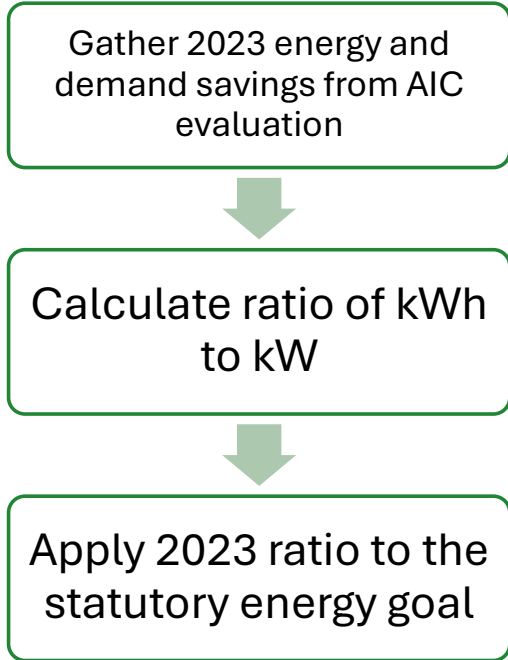 Gather 2023 energy and
demand savings from AIC
evaluation
Calculate ratio of kWh
to kW
Apply 2023 ratio to the
statutory energy goal